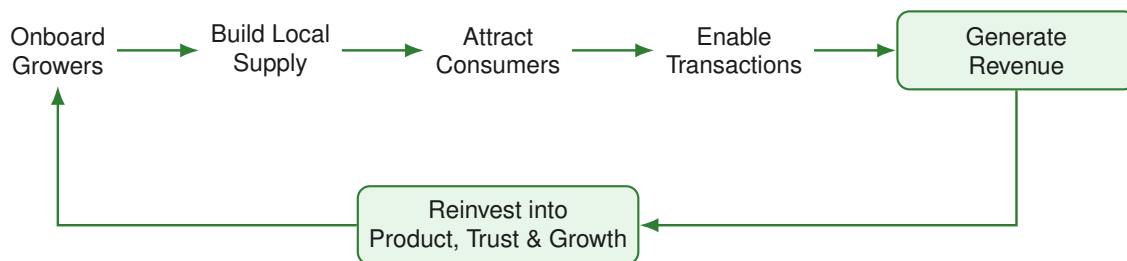 Onboard
Growers
Build Local
Supply
Attract
Consumers
Enable
Transactions
Generate
Revenue
Reinvest into
Product, Trust & Growth